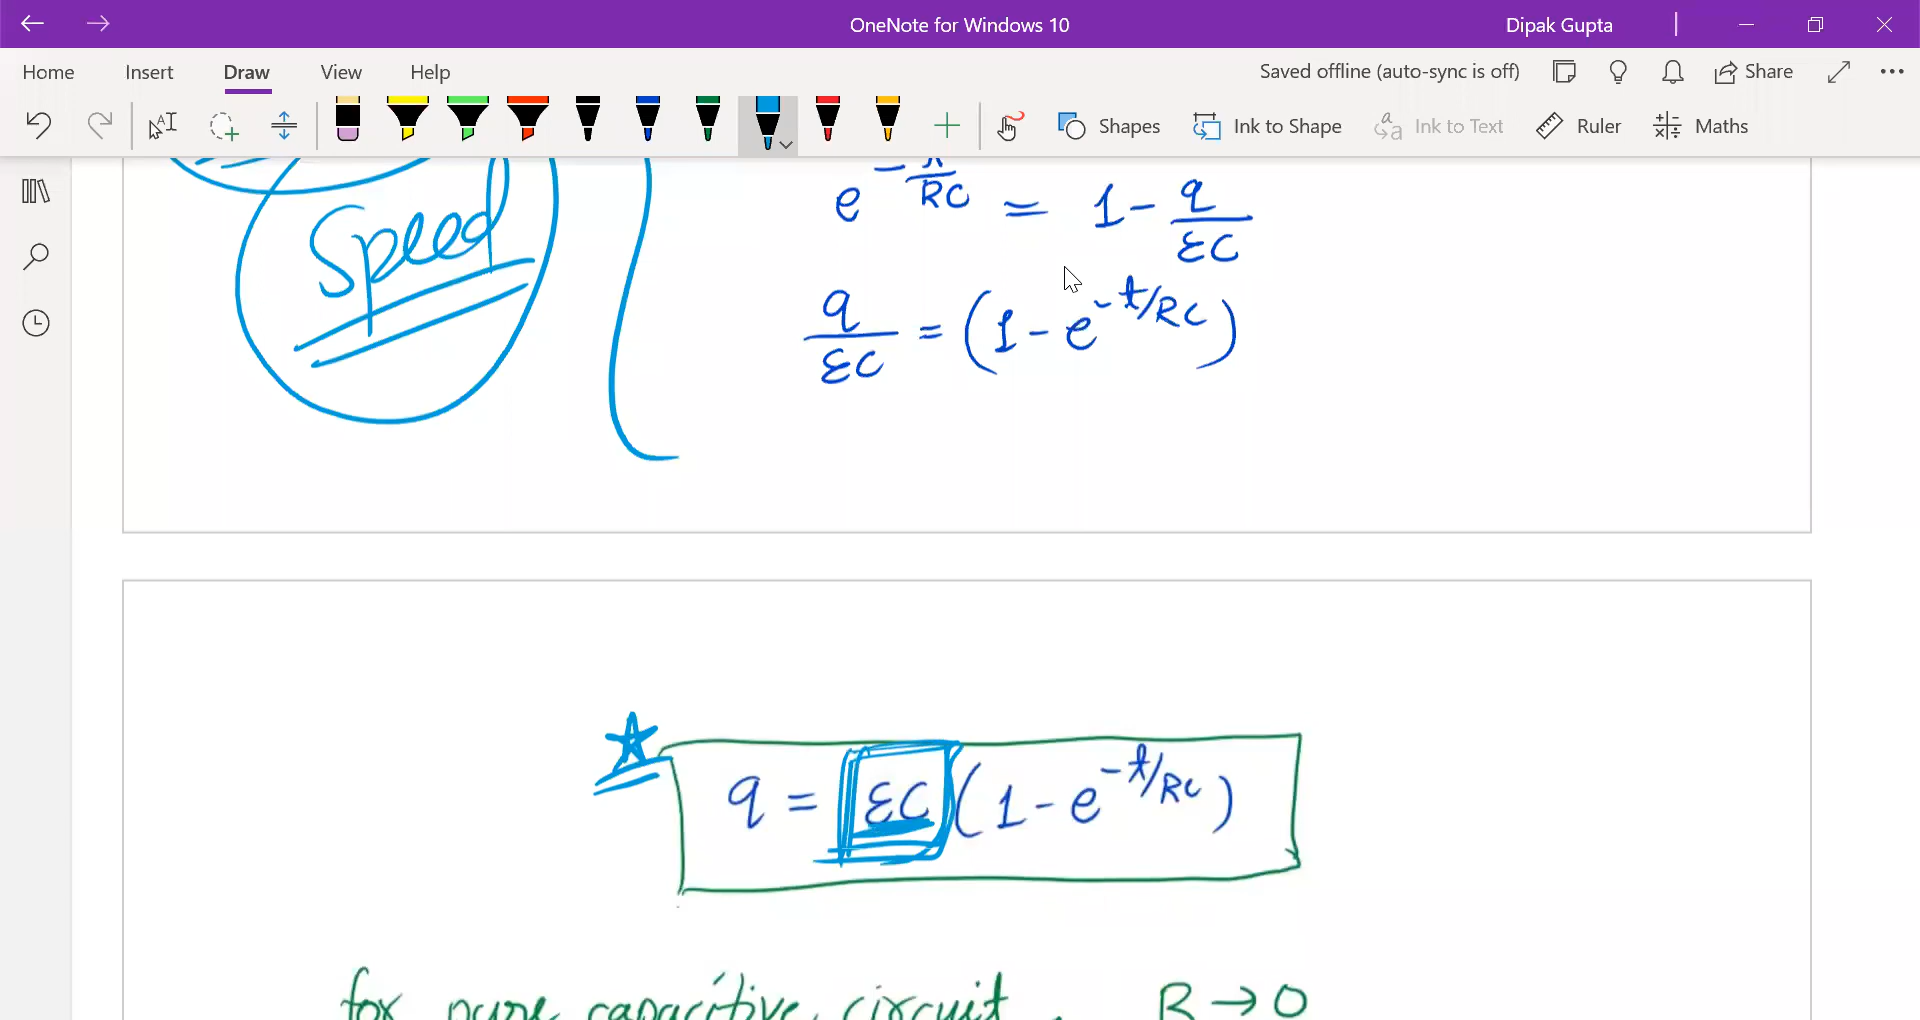 OneNote for Windows 10
Dipak Gupta
Home Insert Draw View Help
Saved offline (auto-sync is off) Share
Shapes Ink to Shape Ink to Text Ruler Maths
Speed
e^{-t/RC} = 1 - q/εC
q/εC = (1 - e^{-t/RC})
q = εC (1 - e^{-t/RC})
for pure capacitive circuit, R → 0